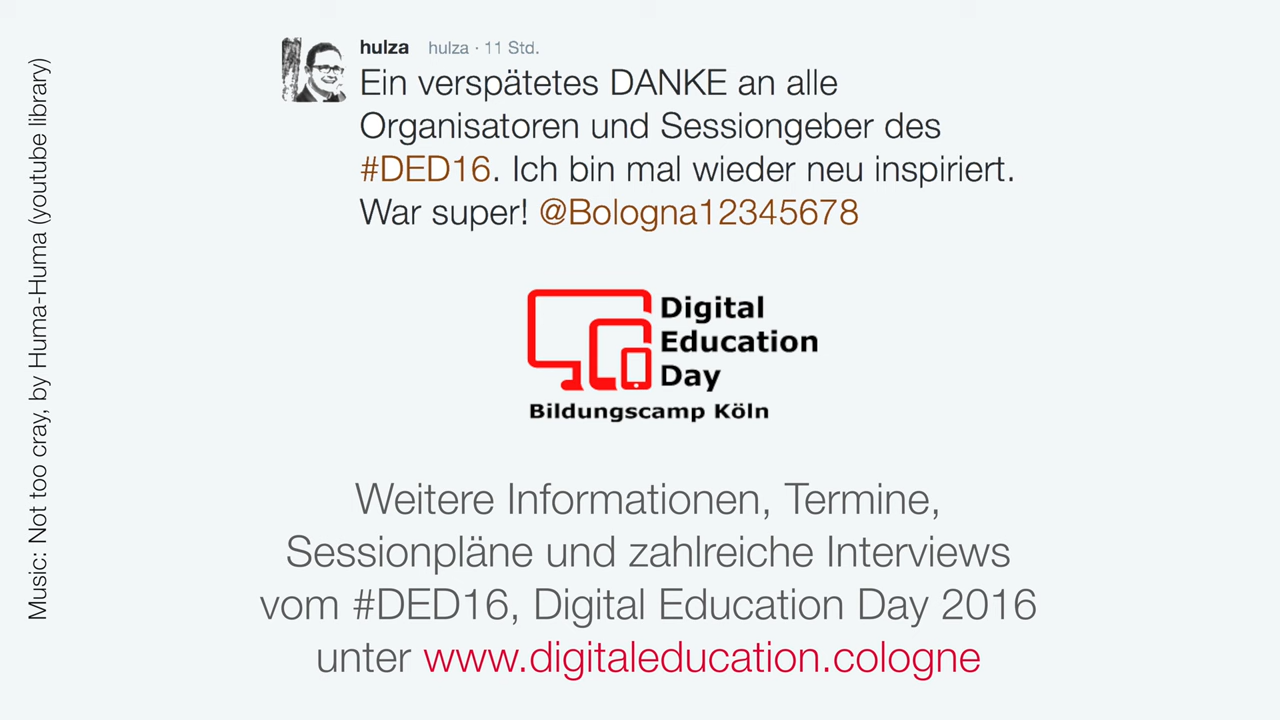 hulza hulza · 11 Std.
Ein verspätetes DANKE an alle
Organisatoren und Sessiongeber des
#DED16. Ich bin mal wieder neu inspiriert.
War super! @Bologna12345678
Digital
Education
Day
Bildungscamp Köln
Weitere Informationen, Termine,
Sessionpläne und zahlreiche Interviews
vom #DED16, Digital Education Day 2016
unter www.digitaleducation.cologne
Music: Not too cray, by Huma-Huma (youtube library)